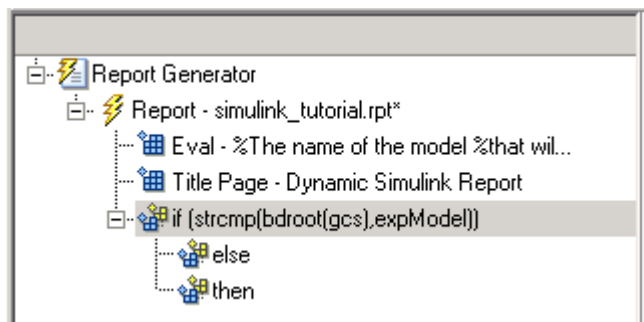 Report Generator
Report - simulink_tutorial.rpt*
Eval - %The name of the model %that wil...
Title Page - Dynamic Simulink Report
if (strcmp(bdroot(gcs),expModel))
else
then